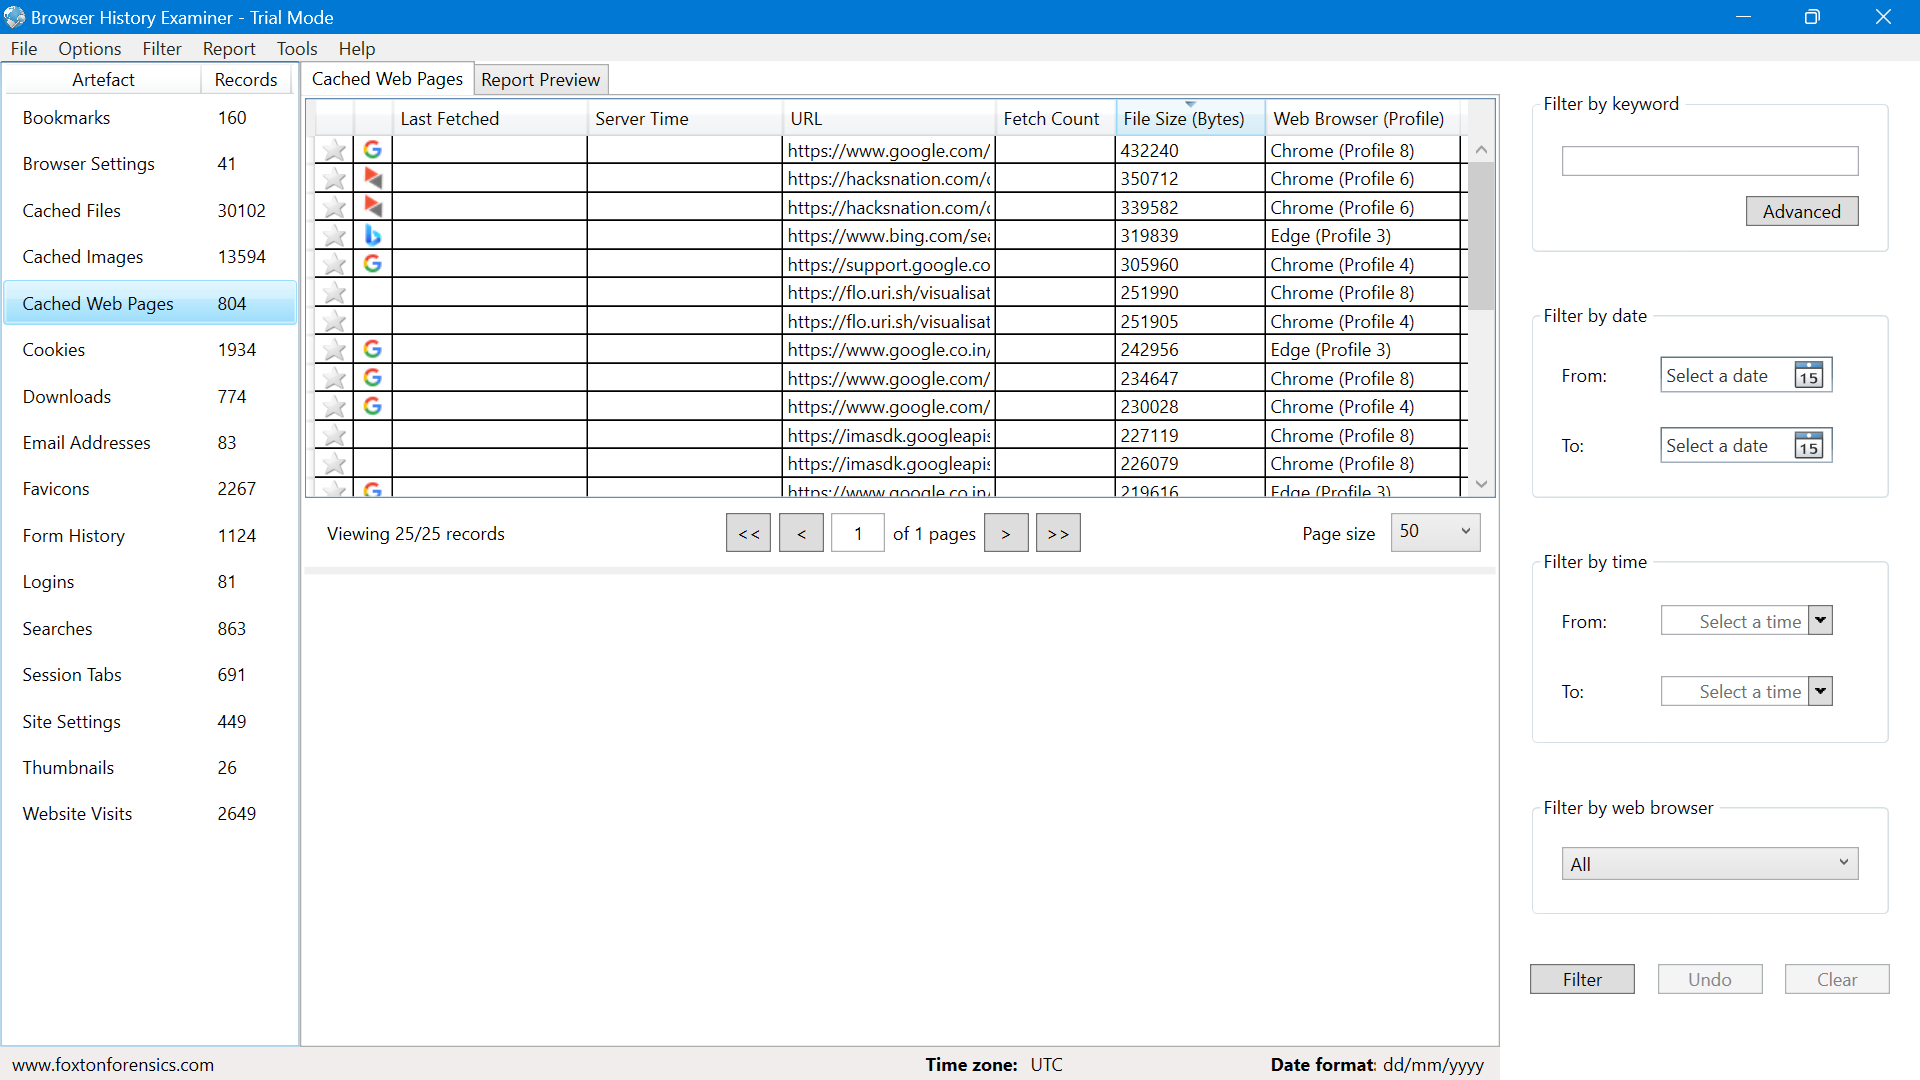 Browser History Examiner - Trial Mode
File Options Filter Report Tools Help
Artefact Records
Bookmarks 160
Browser Settings 41
Cached Files 30102
Cached Images 13594
Cached Web Pages 804
Cookies 1934
Downloads 774
Email Addresses 83
Favicons 2267
Form History 1124
Logins 81
Searches 863
Session Tabs 691
Site Settings 449
Thumbnails 26
Website Visits 2649
Cached Web Pages Report Preview
Last Fetched Server Time URL Fetch Count File Size (Bytes) Web Browser (Profile)
https://www.google.com/ 432240 Chrome (Profile 8)
https://hacksnation.com/ 350712 Chrome (Profile 6)
https://hacksnation.com/ 339582 Chrome (Profile 6)
https://www.bing.com/sea 319839 Edge (Profile 3)
https://support.google.co 305960 Chrome (Profile 4)
https://flo.uri.sh/visualisat 251990 Chrome (Profile 8)
https://flo.uri.sh/visualisat 251905 Chrome (Profile 4)
https://www.google.co.in/ 242956 Edge (Profile 3)
https://www.google.com/ 234647 Chrome (Profile 8)
https://www.google.com/ 230028 Chrome (Profile 4)
https://imasdk.googleapis 227119 Chrome (Profile 8)
https://imasdk.googleapis 226079 Chrome (Profile 8)
https://www.google.co.in/ 219616 Edge (Profile 3)
Viewing 25/25 records << < 1 of 1 pages > >> Page size 50
Filter by keyword
Advanced
Filter by date
From: Select a date 15
To: Select a date 15
Filter by time
From: Select a time
To: Select a time
Filter by web browser
All
Filter Undo Clear
www.foxtonforensics.com Time zone: UTC Date format: dd/mm/yyyy